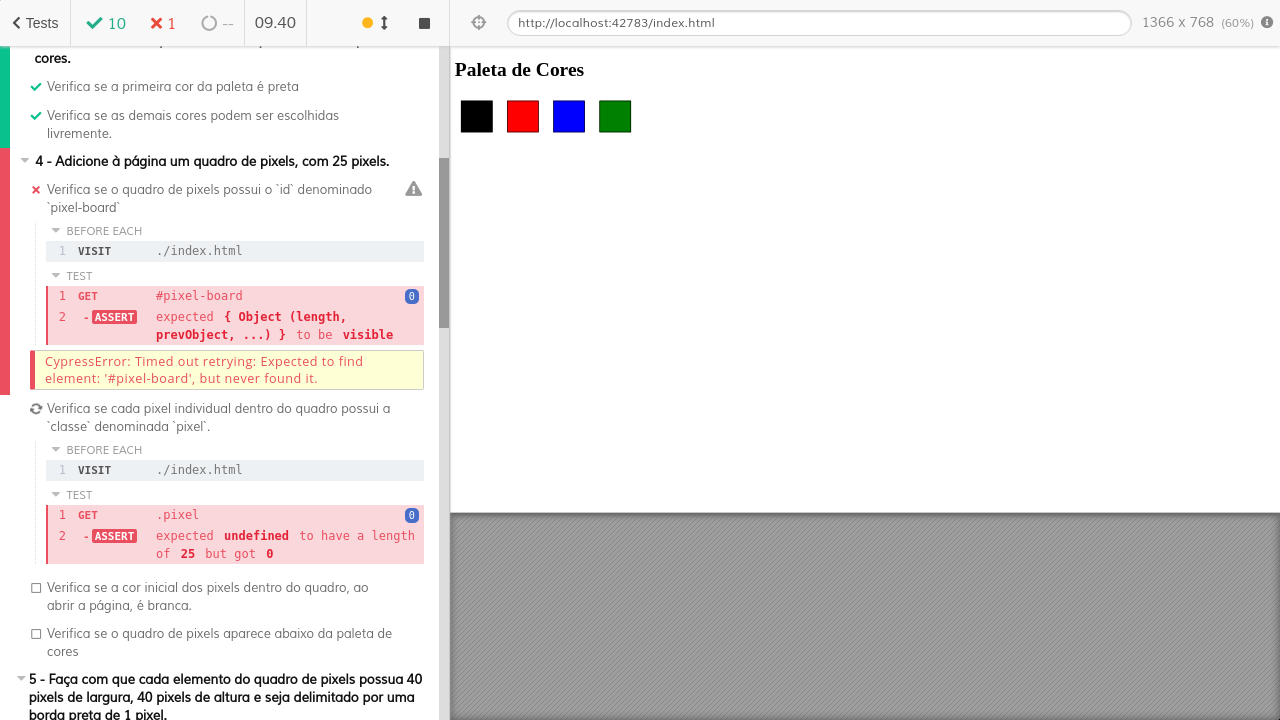 Tests
10
1
--
09.40
http://localhost:42783/index.html
1366 x 768 (60%)
cores.
Verifica se a primeira cor da paleta é preta
Verifica se as demais cores podem ser escolhidas
livremente.
4 - Adicione à página um quadro de pixels, com 25 pixels.
Verifica se o quadro de pixels possui o `id` denominado
`pixel-board`
BEFORE EACH
1 VISIT ./index.html
TEST
1 GET #pixel-board 0
2 -ASSERT expected { Object (length,
prevObject, ...) } to be visible
CypressError: Timed out retrying: Expected to find
element: '#pixel-board', but never found it.
Verifica se cada pixel individual dentro do quadro possui a
`classe` denominada `pixel`.
BEFORE EACH
1 VISIT ./index.html
TEST
1 GET .pixel 0
2 -ASSERT expected undefined to have a length
of 25 but got 0
Verifica se a cor inicial dos pixels dentro do quadro, ao
abrir a página, é branca.
Verifica se o quadro de pixels aparece abaixo da paleta de
cores
5 - Faça com que cada elemento do quadro de pixels possua 40
pixels de largura, 40 pixels de altura e seja delimitado por uma
borda preta de 1 pixel.
Paleta de Cores